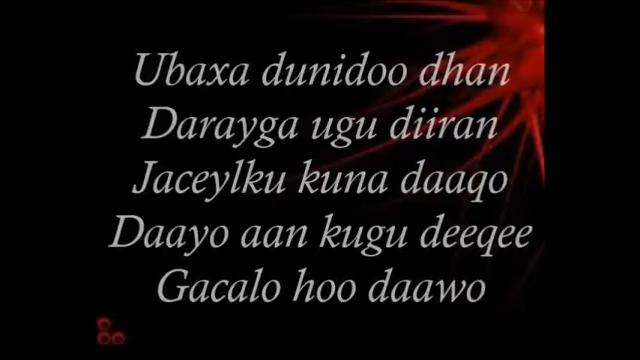 Ubaxa dunidoo dhan
Darayga ugu diiran
Jaceylku kuna daaqo
Daayo aan kugu deeqee
Gacalo hoo daawo